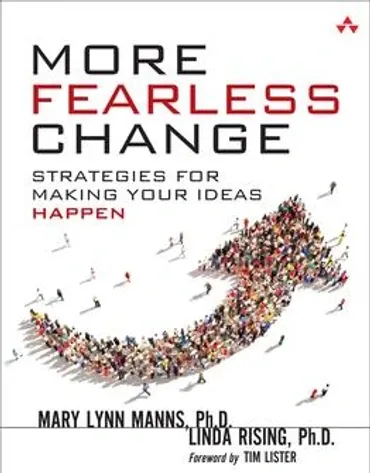 MORE
FEARLESS
CHANGE
STRATEGIES FOR
MAKING YOUR IDEAS
HAPPEN
MARY LYNN MANNS, Ph.D.
LINDA RISING, Ph.D.
Foreword by TIM LISTER